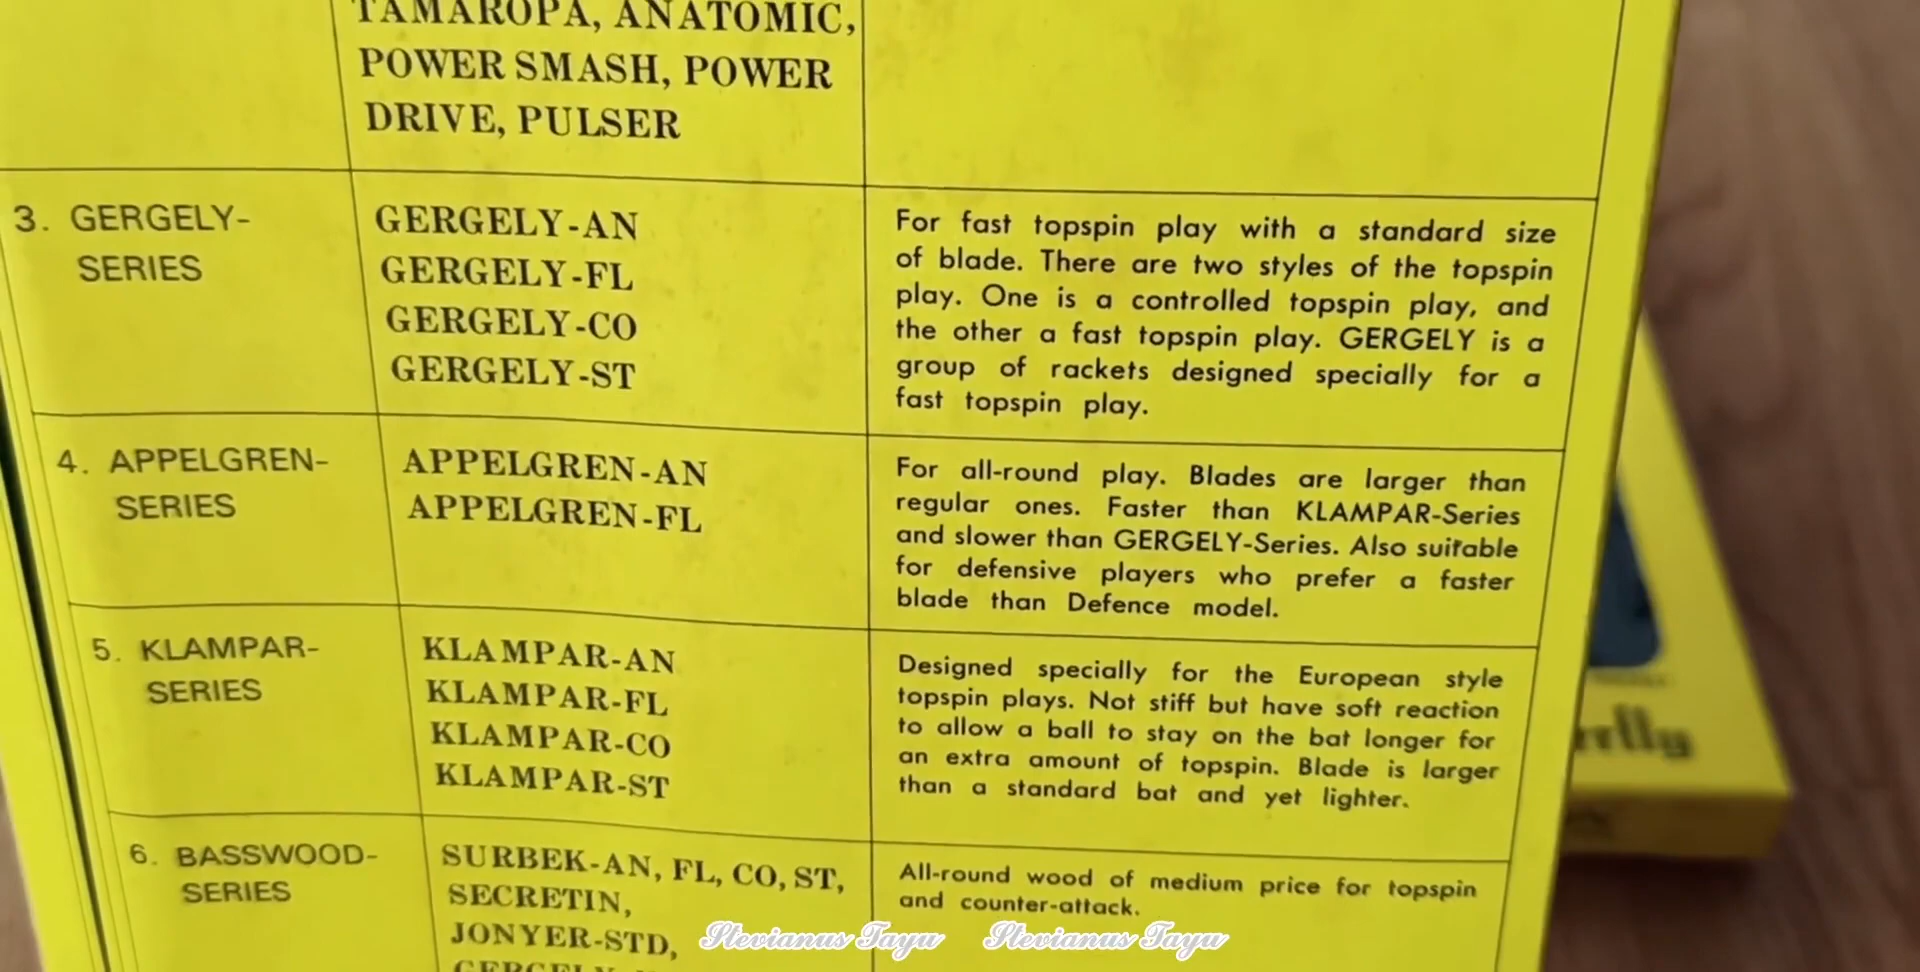 TAMAROPA, ANATOMIC,
POWER SMASH, POWER
DRIVE, PULSER
3. GERGELY-
SERIES
GERGELY-AN
GERGELY-FL
GERGELY-CO
GERGELY-ST
For fast topspin play with a standard size
of blade. There are two styles of the topspin
play. One is a controlled topspin play, and
the other a fast topspin play. GERGELY is a
group of rackets designed specially for a
fast topspin play.
4. APPELGREN-
SERIES
APPELGREN-AN
APPELGREN-FL
For all-round play. Blades are larger than
regular ones. Faster than KLAMPAR-Series
and slower than GERGELY-Series. Also suitable
for defensive players who prefer a faster
blade than Defence model.
5. KLAMPAR-
SERIES
KLAMPAR-AN
KLAMPAR-FL
KLAMPAR-CO
KLAMPAR-ST
Designed specially for the European style
topspin plays. Not stiff but have soft reaction
to allow a ball to stay on the bat longer for
an extra amount of topspin. Blade is larger
than a standard bat and yet lighter.
6. BASSWOOD-
SERIES
SURBEK-AN, FL, CO, ST,
SECRETIN,
JONYER-STD,
All-round wood of medium price for topspin
and counter-attack.
Stevianus Tayu Stevianus Tayu